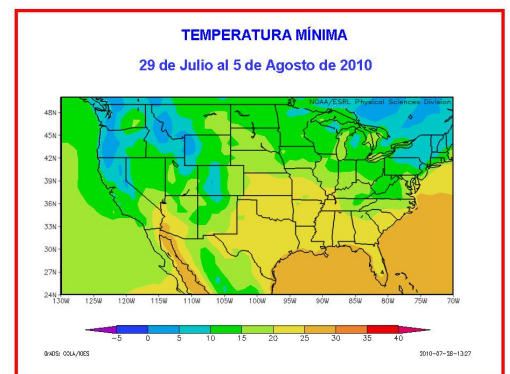 TEMPERATURA MÍNIMA
29 de Julio al 5 de Agosto de 2010
NOAA/ESRL Physical Sciences Division
48N
45N
42N
39N
36N
33N
30N
27N
24N
130W 125W 120W 115W 110W 105W 100W 95W 90W 85W 80W 75W 70W
-5 0 5 10 15 20 25 30 35 40
GrADS: COLA/IGES 2010-07-28-13:27